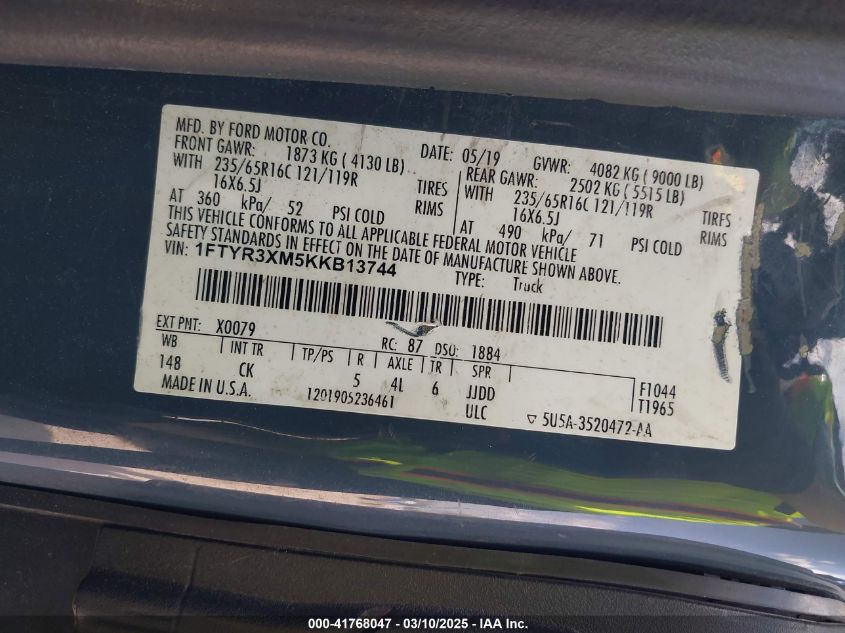 MFD. BY FORD MOTOR CO.
DATE: 05/19 GVWR: 4082 KG ( 9000 LB)
FRONT GAWR: 1873 KG ( 4130 LB) REAR GAWR: 2502 KG ( 5515 LB)
WITH 235/65R16C 121/119R TIRES WITH 235/65R16C 121/119R TIRES
16X6.5J RIMS 16X6.5J RIMS
AT 360 kPa/ 52 PSI COLD AT 490 kPa/ 71 PSI COLD
THIS VEHICLE CONFORMS TO ALL APPLICABLE FEDERAL MOTOR VEHICLE
SAFETY STANDARDS IN EFFECT ON THE DATE OF MANUFACTURE SHOWN ABOVE.
VIN: 1FTYR3XM5KKB13744
TYPE: Truck
EXT PNT: X0079 RC: 87 DSO: 1884
WB INT TR TP/PS R AXLE TR SPR
148 CK 5 4L 6 JJDD
F1044
T1965
MADE IN U.S.A. 1201905236461 ULC ▽ 5U5A-3520472-AA
000-41768047 — 03/10/2025 — IAA Inc.